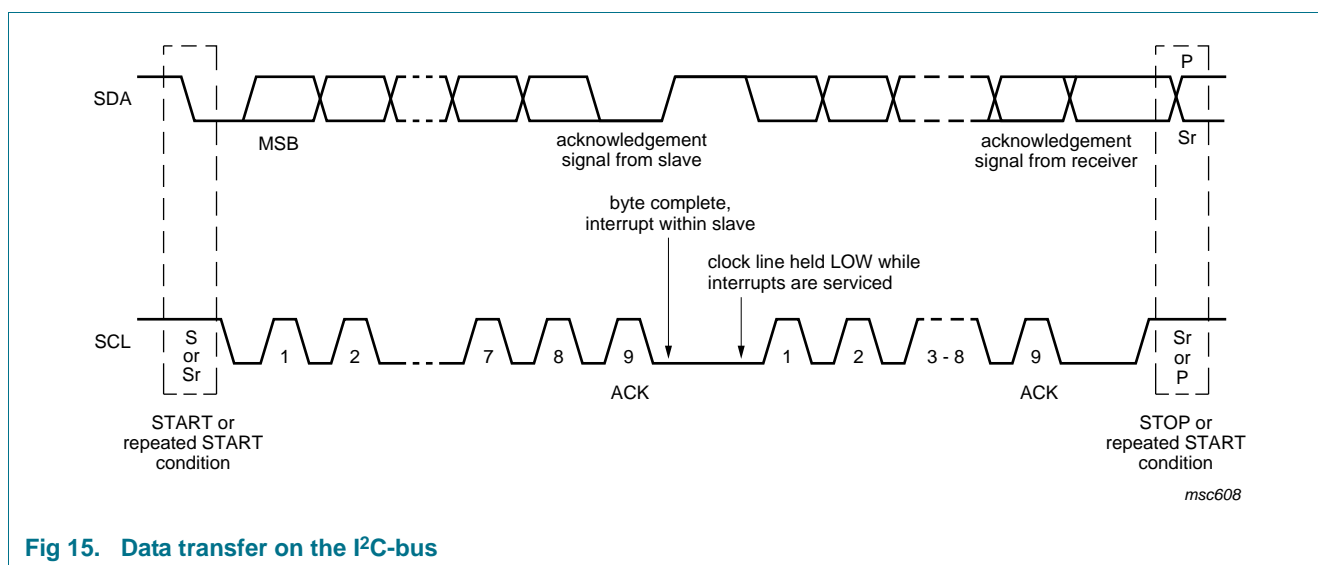 P
SDA
MSB
acknowledgement
signal from slave
acknowledgement
signal from receiver
Sr
byte complete,
interrupt within slave
clock line held LOW while
interrupts are serviced
SCL
S
or
Sr
1
2
7
8
9
1
2
3 - 8
9
Sr
or
P
ACK
ACK
START or
repeated START
condition
STOP or
repeated START
condition
msc608
Fig 15. Data transfer on the I²C-bus